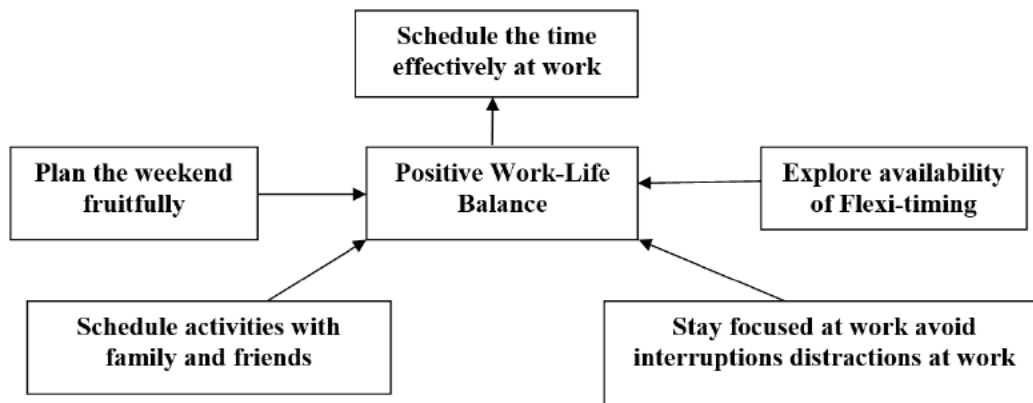 Schedule the time
effectively at work
Plan the weekend
fruitfully
Positive Work-Life
Balance
Explore availability
of Flexi-timing
Schedule activities with
family and friends
Stay focused at work avoid
interruptions distractions at work